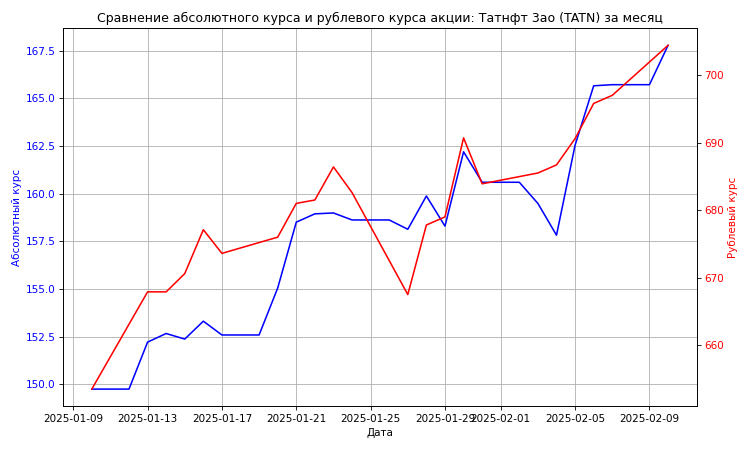 Сравнение абсолютного курса и рублевого курса акции: Татнфт 3ао (TATN) за месяц
Абсолютный курс
167.5
165.0
162.5
160.0
157.5
155.0
152.5
150.0
700
690
680
670
660
Рублевый курс
2025-01-09 2025-01-13 2025-01-17 2025-01-21 2025-01-25 2025-01-29 2025-02-01 2025-02-05 2025-02-09
Дата